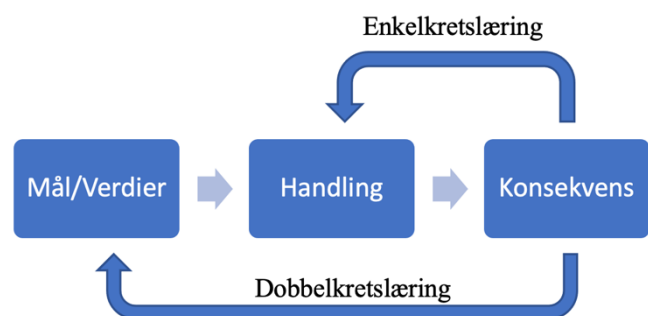 Enkelkretslæring
Mål/Verdier
Handling
Konsekvens
Dobbelkretslæring